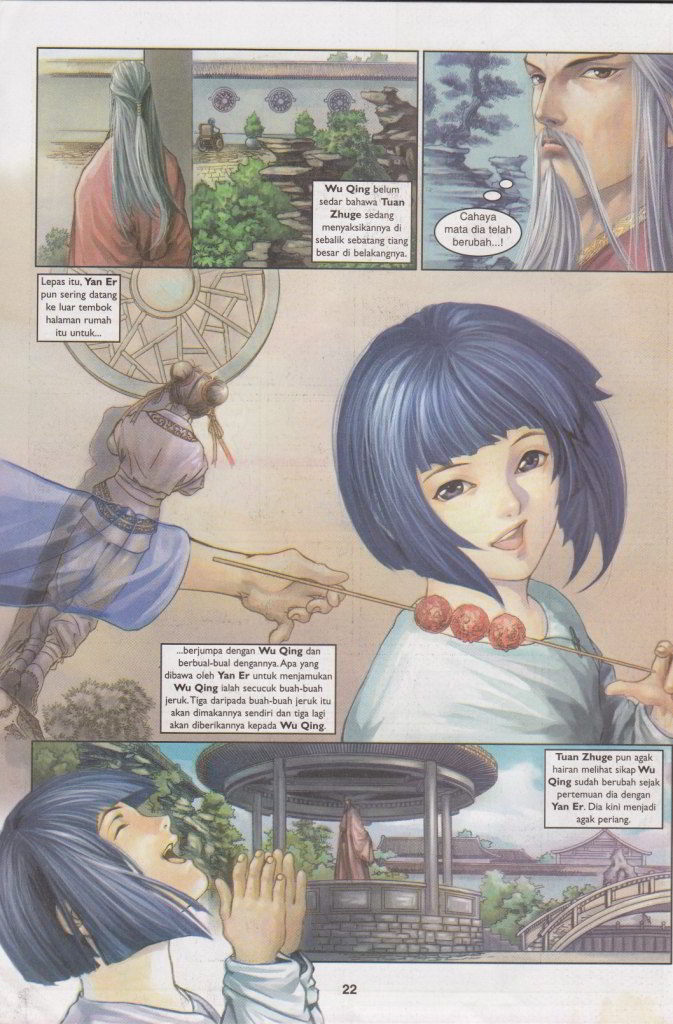 Wu Qing belum
sedar bahawa Tuan
Zhuge sedang
menyaksikannya di
sebalik sebatang tiang
besar di belakangnya.
Cahaya
mata dia telah
berubah...!
Lepas itu, Yan Er
pun sering datang
ke luar tembok
halaman rumah
itu untuk...
...berjumpa dengan Wu Qing dan
berbual-bual dengannya. Apa yang
dibawa oleh Yan Er untuk menjamukan
Wu Qing ialah secucuk buah-buah
jeruk. Tiga daripada buah-buah jeruk itu
akan dimakannya sendiri dan tiga lagi
akan diberikannya kepada Wu Qing.
Tuan Zhuge pun agak
hairan melihat sikap Wu
Qing sudah berubah sejak
pertemuan dia dengan
Yan Er. Dia kini menjadi
agak periang.
22